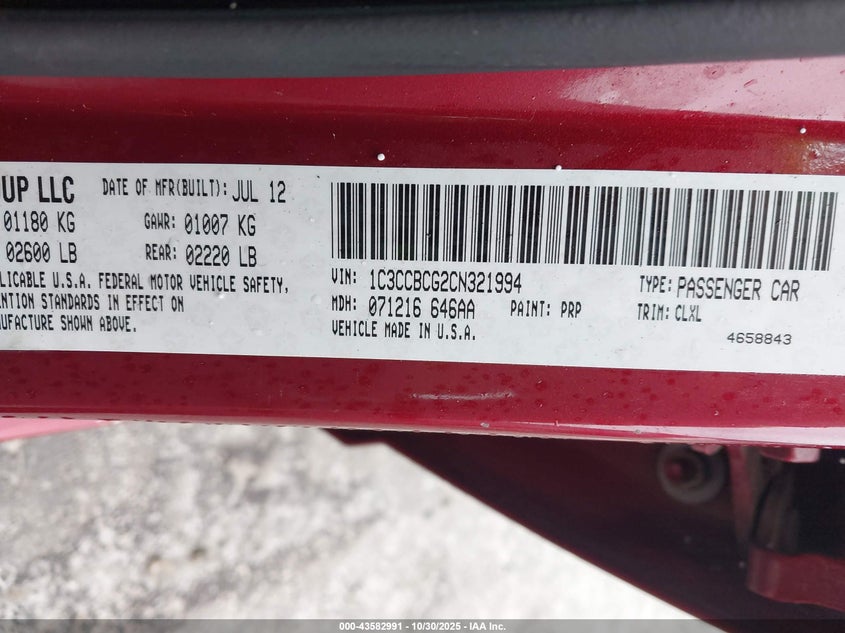 UP LLC DATE OF MFR(BUILT): JUL 12
01180 KG GAWR: 01007 KG
02600 LB REAR: 02220 LB
PLICABLE U.S.A. FEDERAL MOTOR VEHICLE SAFETY,
ENTION STANDARDS IN EFFECT ON
NUFACTURE SHOWN ABOVE.
VIN: 1C3CCBCG2CN321994 TYPE: PASSENGER CAR
MDH: 071216 646AA PAINT: PRP TRIM: CLXL
VEHICLE MADE IN U.S.A. 4658843
000-43582991 | 10/30/2025 - IAA Inc.